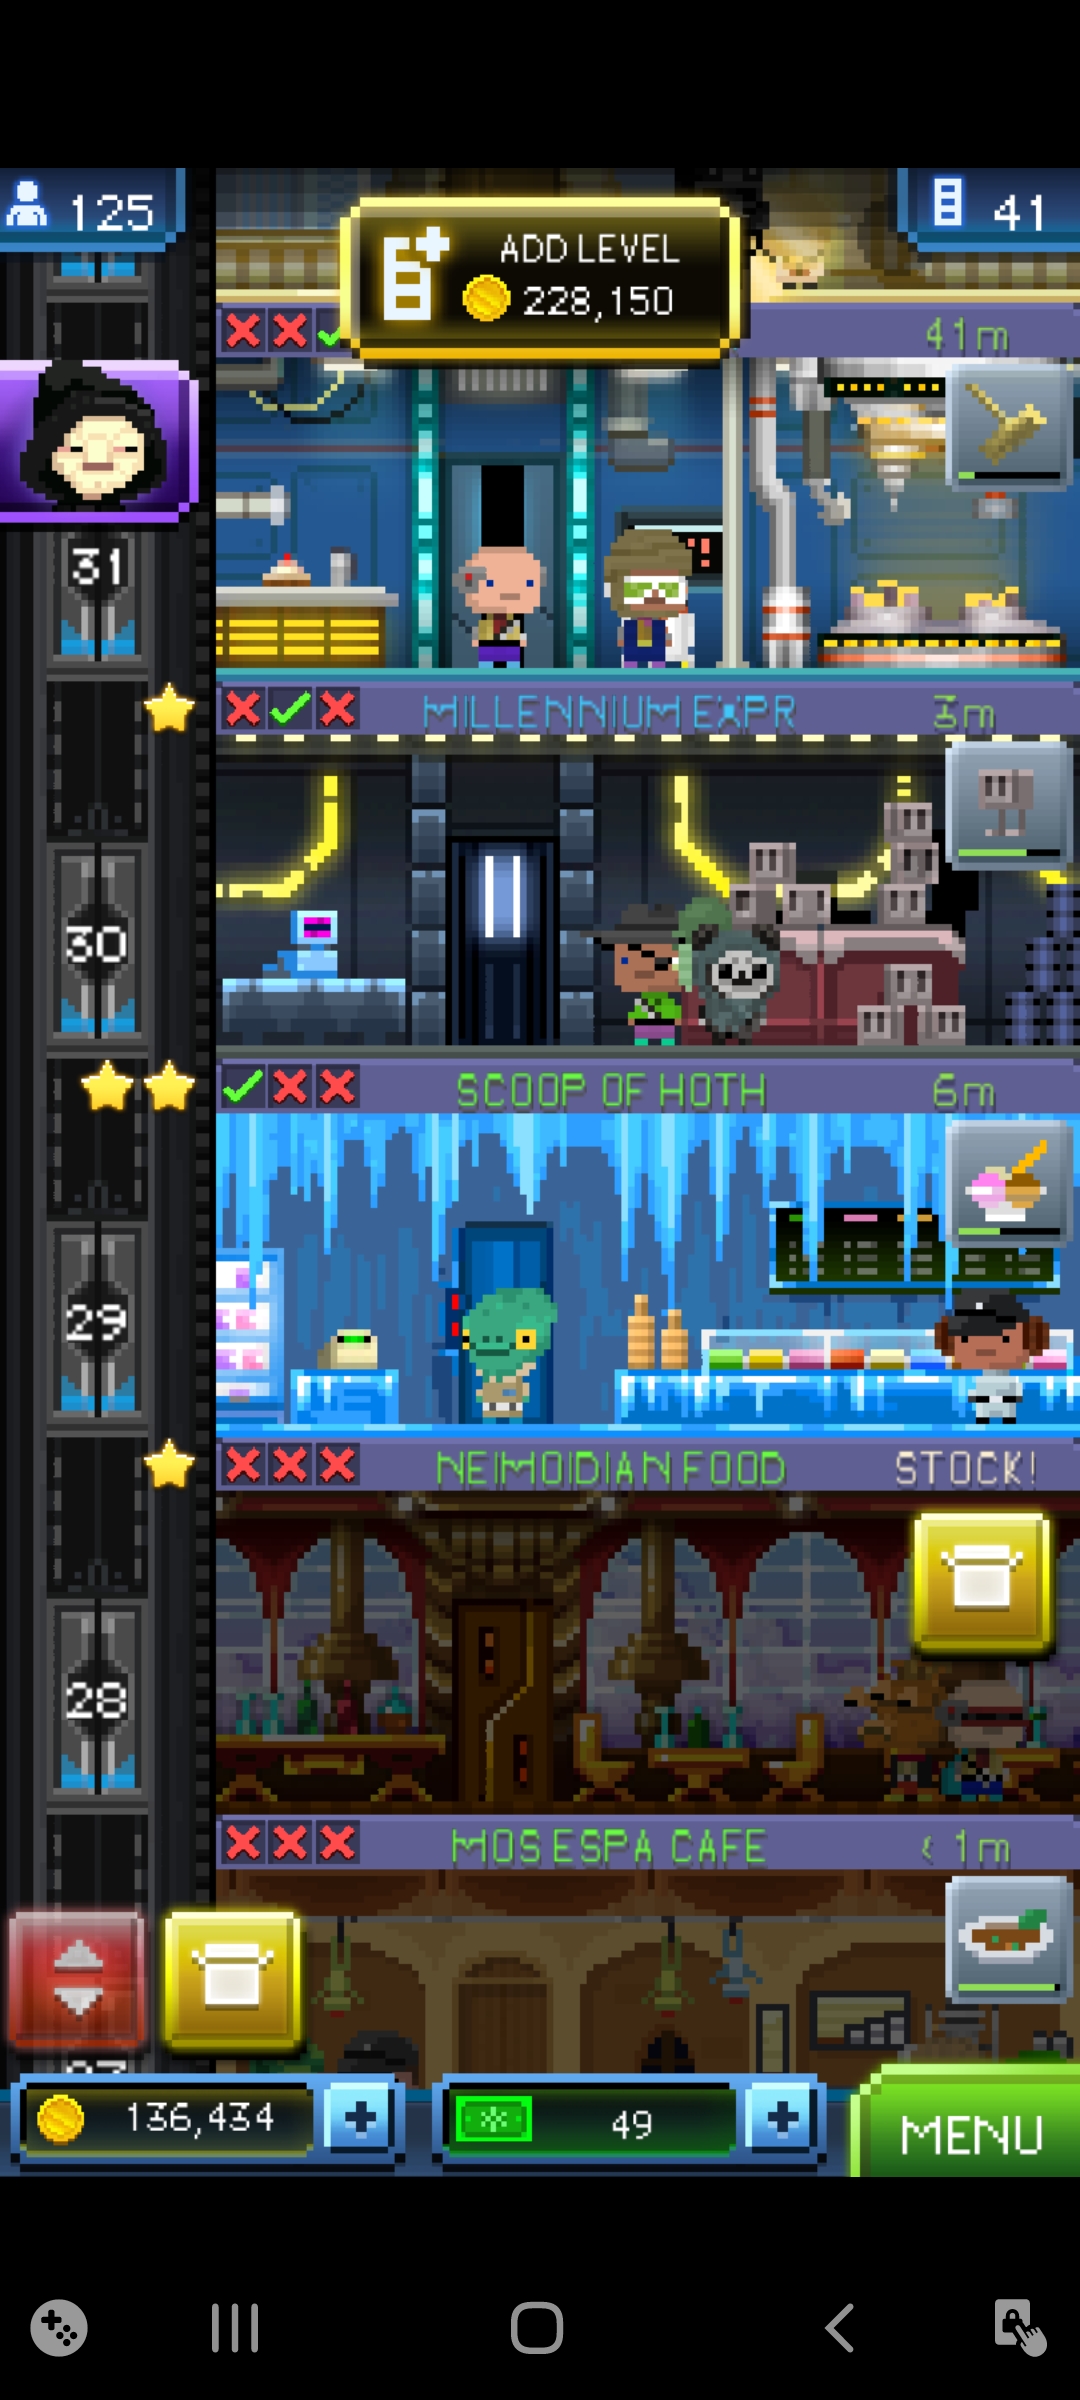 125
41
ADD LEVEL
228,150
41m
31
MILLENNIUM EXPR
3m
30
SCOOP OF HOTH
6m
29
NEIMOIDIAN FOOD
STOCK!
28
MOS ESPA CAFE
< 1m
136,434
49
MENU